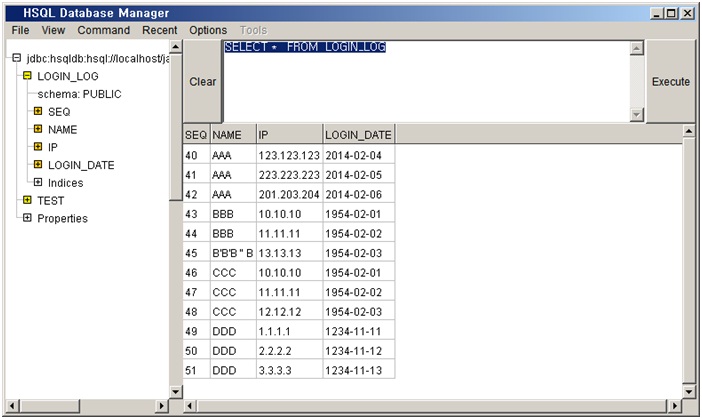 HSQL Database Manager
File View Command Recent Options Tools
jdbc:hsqldb:hsql://localhost/ja
LOGIN_LOG
schema: PUBLIC
SEQ
NAME
IP
LOGIN_DATE
Indices
TEST
Properties
Clear
SELECT * FROM LOGIN_LOG
Execute
SEQ NAME IP LOGIN_DATE
40 AAA 123.123.123 2014-02-04
41 AAA 223.223.223 2014-02-05
42 AAA 201.203.204 2014-02-06
43 BBB 10.10.10 1954-02-01
44 BBB 11.11.11 1954-02-02
45 B'B'B " B 13.13.13 1954-02-03
46 CCC 10.10.10 1954-02-01
47 CCC 11.11.11 1954-02-02
48 CCC 12.12.12 1954-02-03
49 DDD 1.1.1.1 1234-11-11
50 DDD 2.2.2.2 1234-11-12
51 DDD 3.3.3.3 1234-11-13